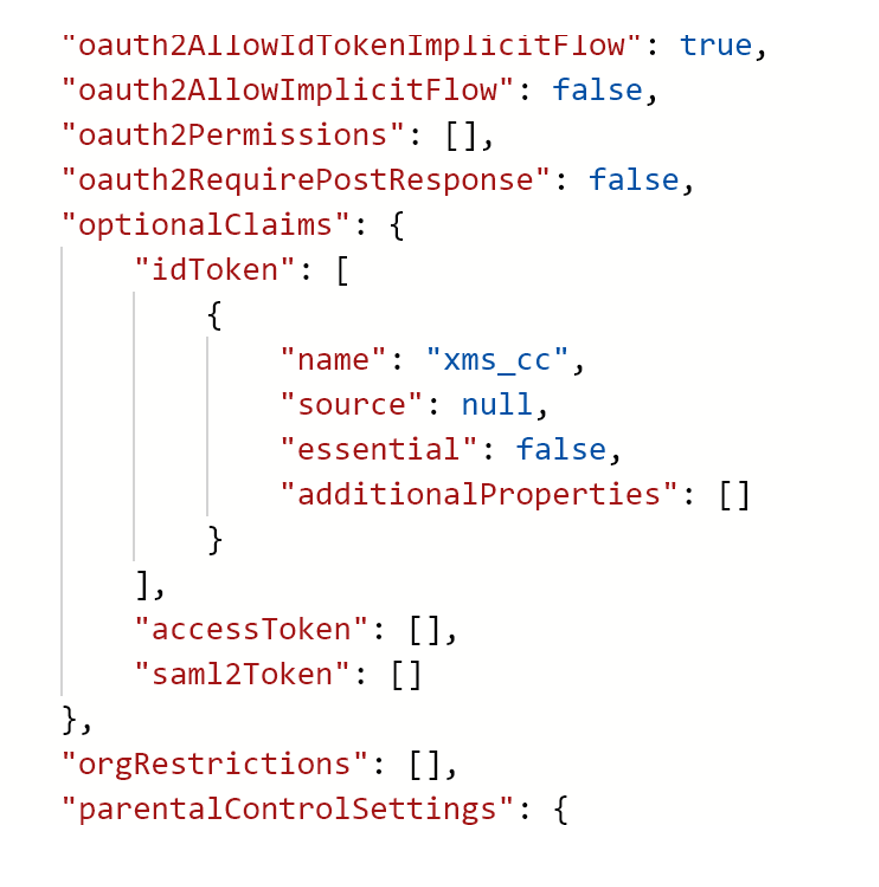 "oauth2AllowIdTokenImplicitFlow": true,
"oauth2AllowImplicitFlow": false,
"oauth2Permissions": [],
"oauth2RequirePostResponse": false,
"optionalClaims": {
"idToken": [
{
"name": "xms_cc",
"source": null,
"essential": false,
"additionalProperties": []
}
],
"accessToken": [],
"saml2Token": []
},
"orgRestrictions": [],
"parentalControlSettings": {